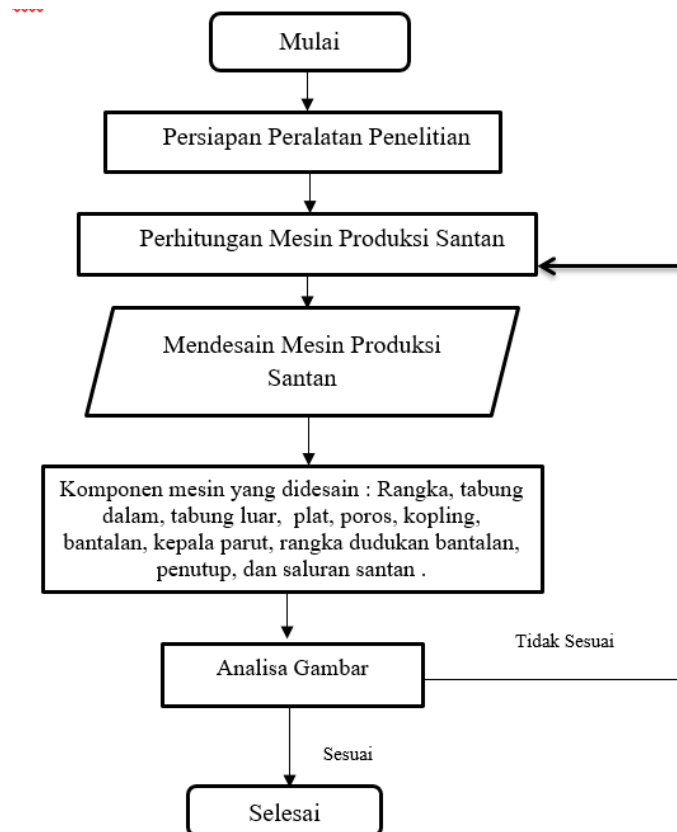 Mulai
Persiapan Peralatan Penelitian
Perhitungan Mesin Produksi Santan
Mendesain Mesin Produksi
Santan
Komponen mesin yang didesain : Rangka, tabung
dalam, tabung luar, plat, poros, kopling,
bantalan, kepala parut, rangka dudukan bantalan,
penutup, dan saluran santan .
Tidak Sesuai
Analisa Gambar
Sesuai
Selesai